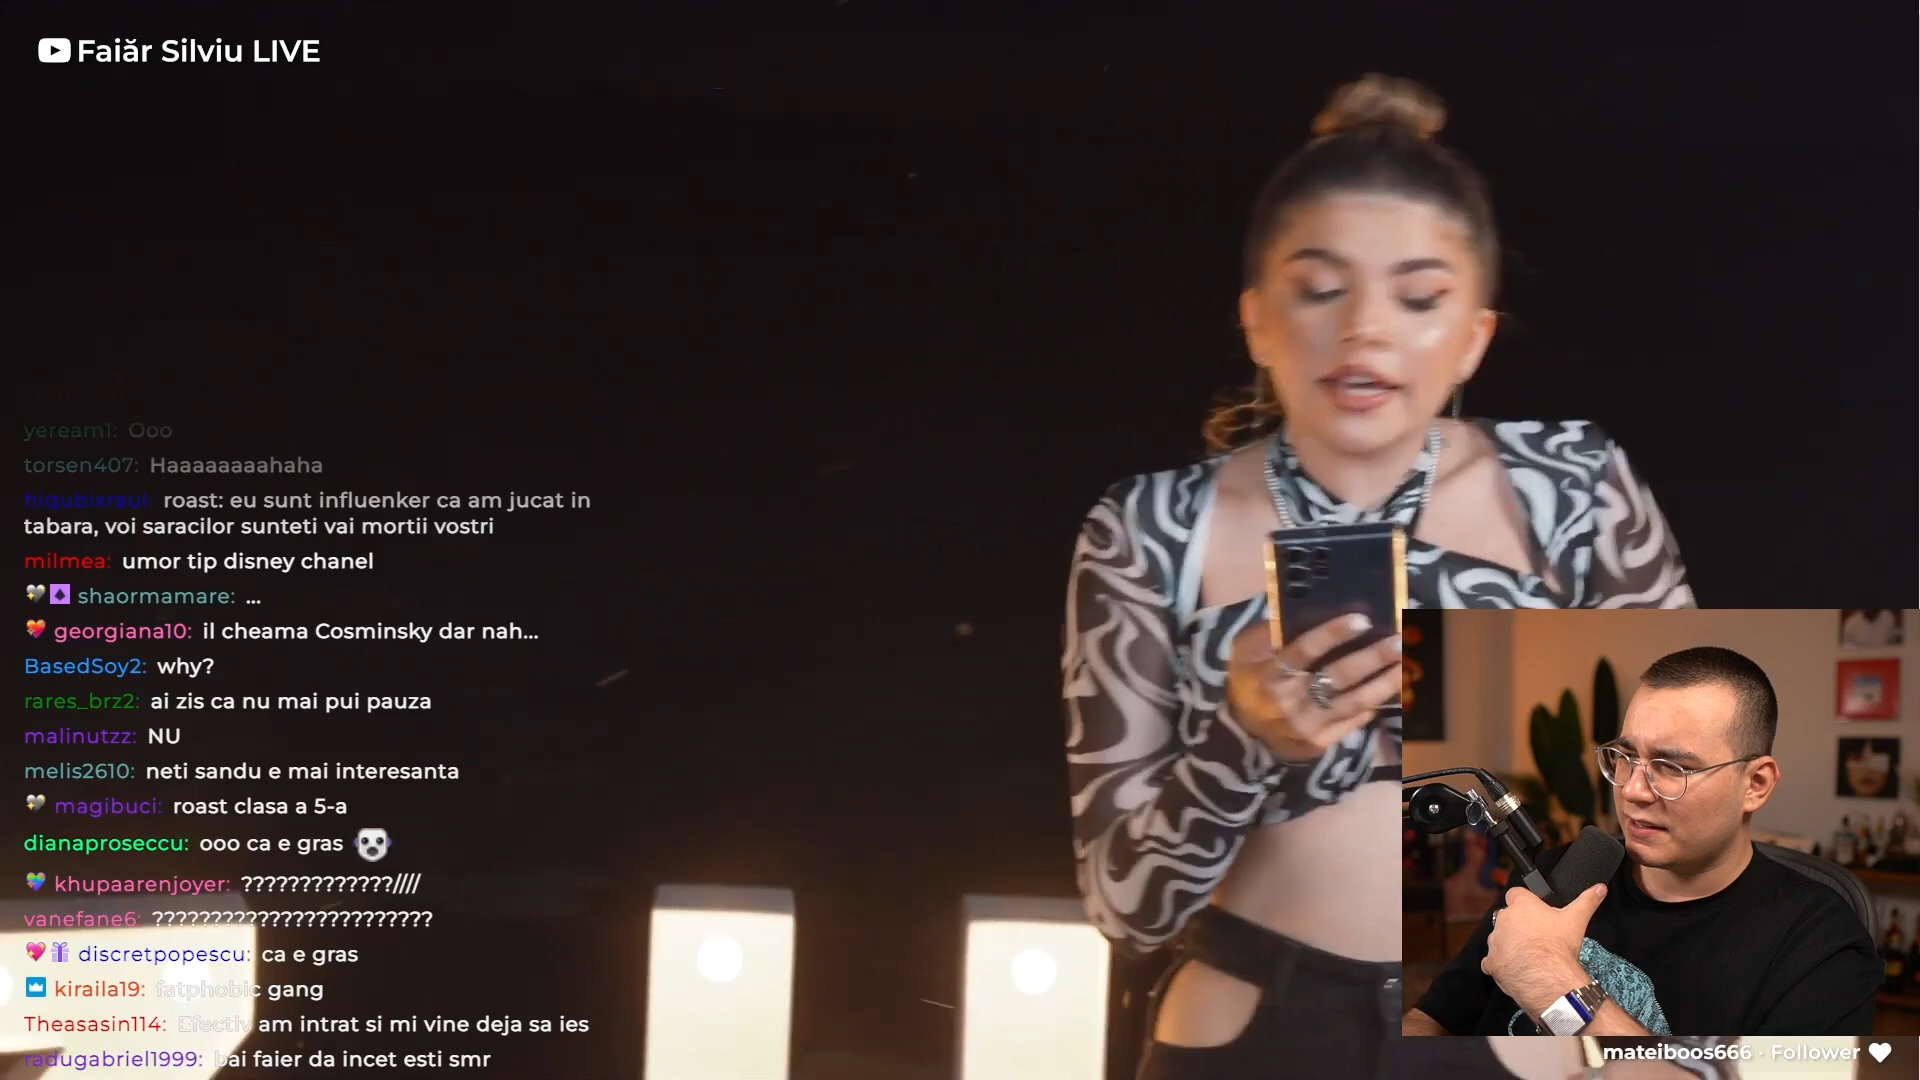 Faiăr Silviu LIVE
yeream1: Ooo
torsen407: Haaaaaaaahaha
higubixraul: roast: eu sunt influenker ca am jucat in
tabara, voi saracilor sunteti vai mortii vostri
milmea: umor tip disney chanel
shaormamare: ...
georgiana10: il cheama Cosminsky dar nah...
BasedSoy2: why?
rares_brz2: ai zis ca nu mai pui pauza
malinutzz: NU
melis2610: neti sandu e mai interesanta
magibuci: roast clasa a 5-a
dianaproseccu: ooo ca e gras
khupaarenjoyer: ?????????????////
vanefane6: ????????????????????????
discretpopescu: ca e gras
kiraila19: fatphobic gang
Theasasin114: Efectiv am intrat si mi vine deja sa ies
radugabriel1999: bai faier da incet esti smr
mateiboos666 · Follower